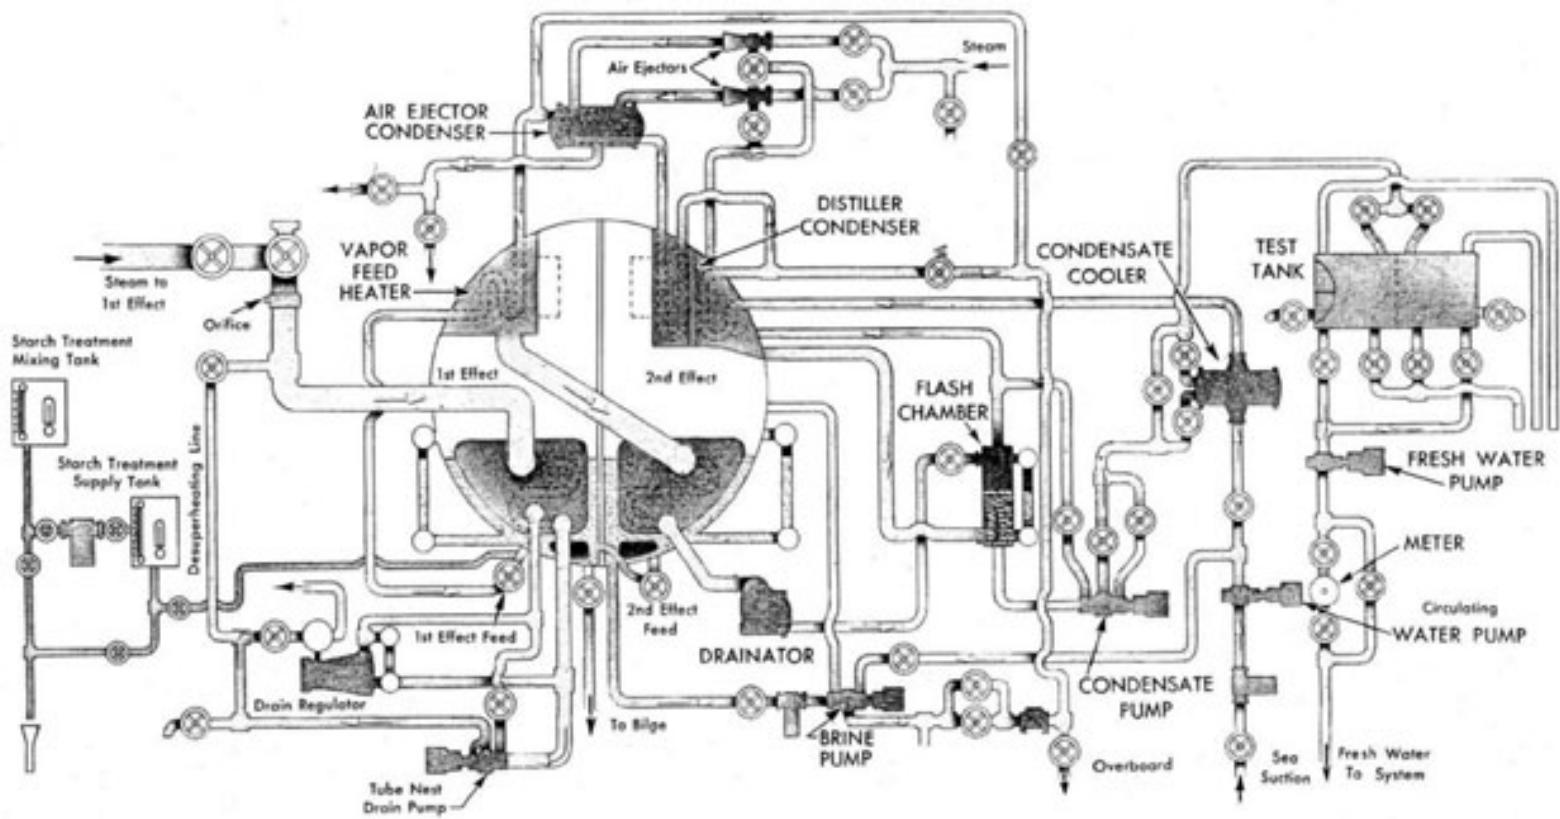 Steam
Air Ejectors
AIR EJECTOR
CONDENSER
DISTILLER
CONDENSER
VAPOR
FEED
HEATER
CONDENSATE
COOLER
TEST
TANK
Steam to
1st Effect
Orifice
Starch Treatment
Mixing Tank
1st Effect
2nd Effect
FLASH
CHAMBER
Desuperheating Line
Starch Treatment
Supply Tank
FRESH WATER
PUMP
METER
Circulating
WATER PUMP
1st Effect Feed
2nd Effect
Feed
DRAINATOR
CONDENSATE
PUMP
Drain Regulator
To Bilge
BRINE
PUMP
Overboard
Sea
Suction
Fresh Water
To System
Tube Nest
Drain Pump